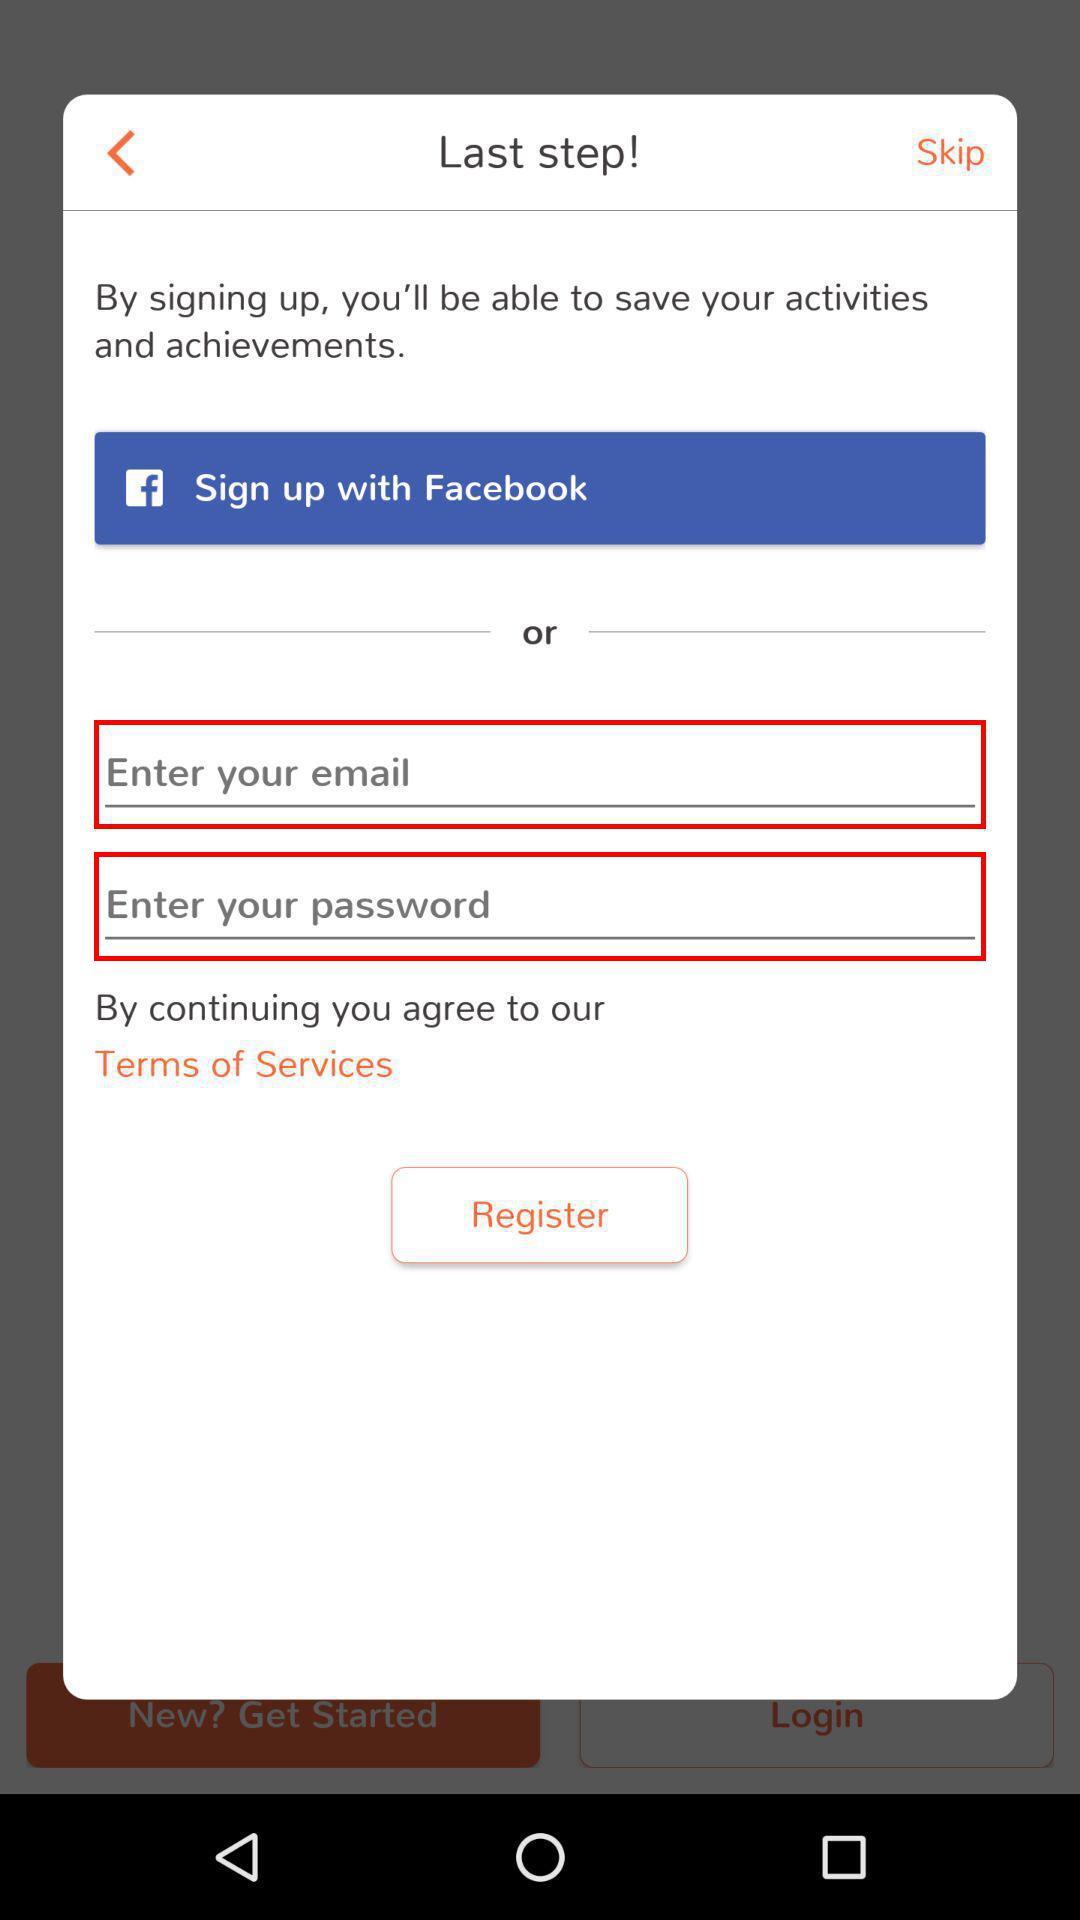 Last step!
Skip
By signing up, you’ll be able to save your activities
and achievements.
Sign up with Facebook
or
Enter your email
Enter your password
By continuing you agree to our
Terms of Services
Register
New? Get Started
Login